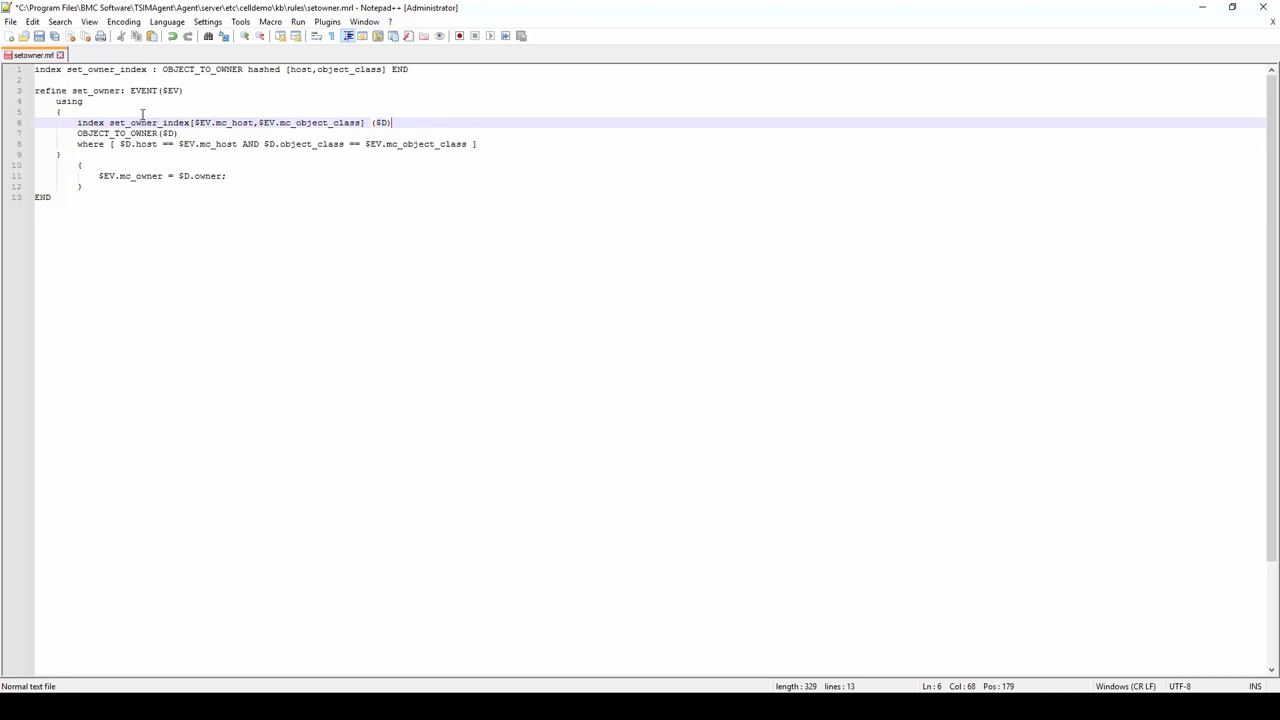 *C:\Program Files\BMC Software\TSIMAgent\Agent\server\etc\celldemo\kb\rules\setowner.mrl - Notepad++ [Administrator]
File Edit Search View Encoding Language Settings Tools Macro Run Plugins Window ? X
setowner.mrl
1 index set_owner_index : OBJECT_TO_OWNER hashed [host,object_class] END
2
3 refine set_owner: EVENT($EV)
4 using
5 {
6 index set_owner_index[$EV.mc_host,$EV.mc_object_class] ($D)
7 OBJECT_TO_OWNER($D)
8 where [ $D.host == $EV.mc_host AND $D.object_class == $EV.mc_object_class ]
9 }
10 {
11 $EV.mc_owner = $D.owner;
12 }
13 END
Normal text file length : 329 lines : 13 Ln : 6 Col : 68 Pos : 179 Windows (CR LF) UTF-8 INS